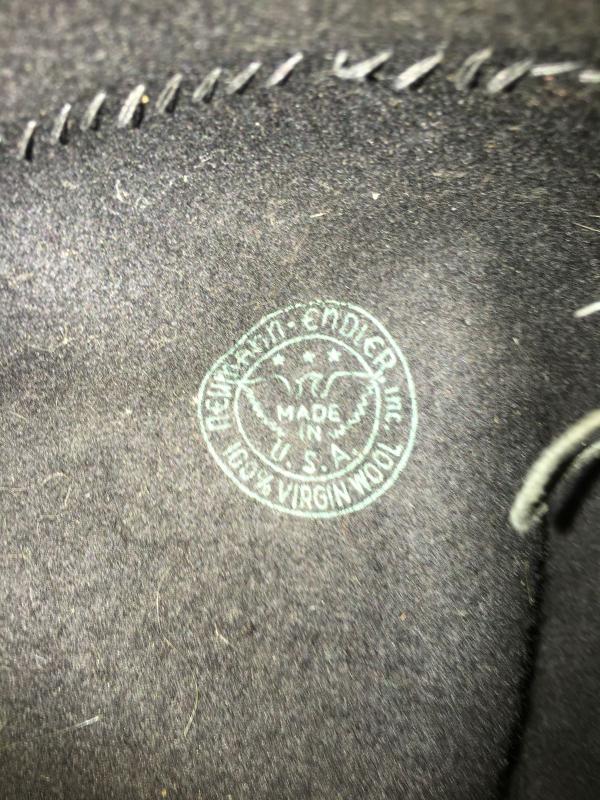 NEUMANN-ENDLER, Inc.
MADE
IN
U.S.A.
100% VIRGIN WOOL